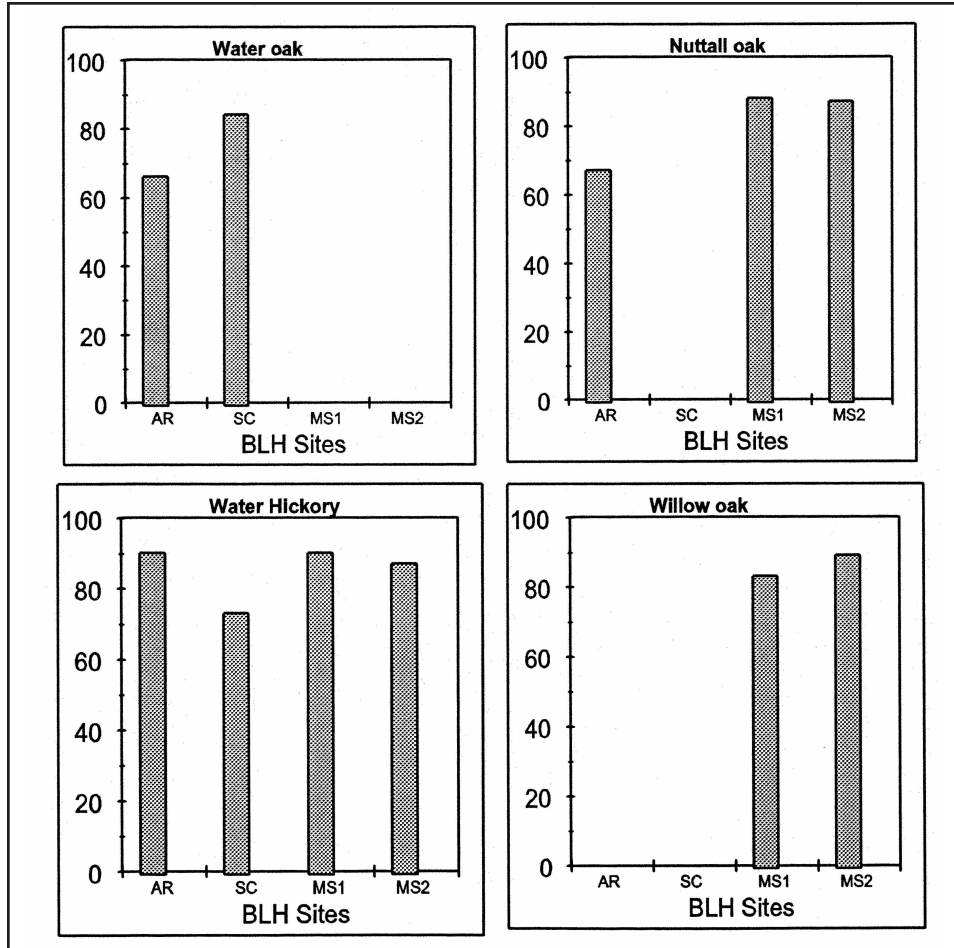 Water oak
100
80
60
40
20
0
AR SC MS1 MS2
BLH Sites
Nuttall oak
100
80
60
40
20
0
AR SC MS1 MS2
BLH Sites
Water Hickory
100
80
60
40
20
0
AR SC MS1 MS2
BLH Sites
Willow oak
100
80
60
40
20
0
AR SC MS1 MS2
BLH Sites